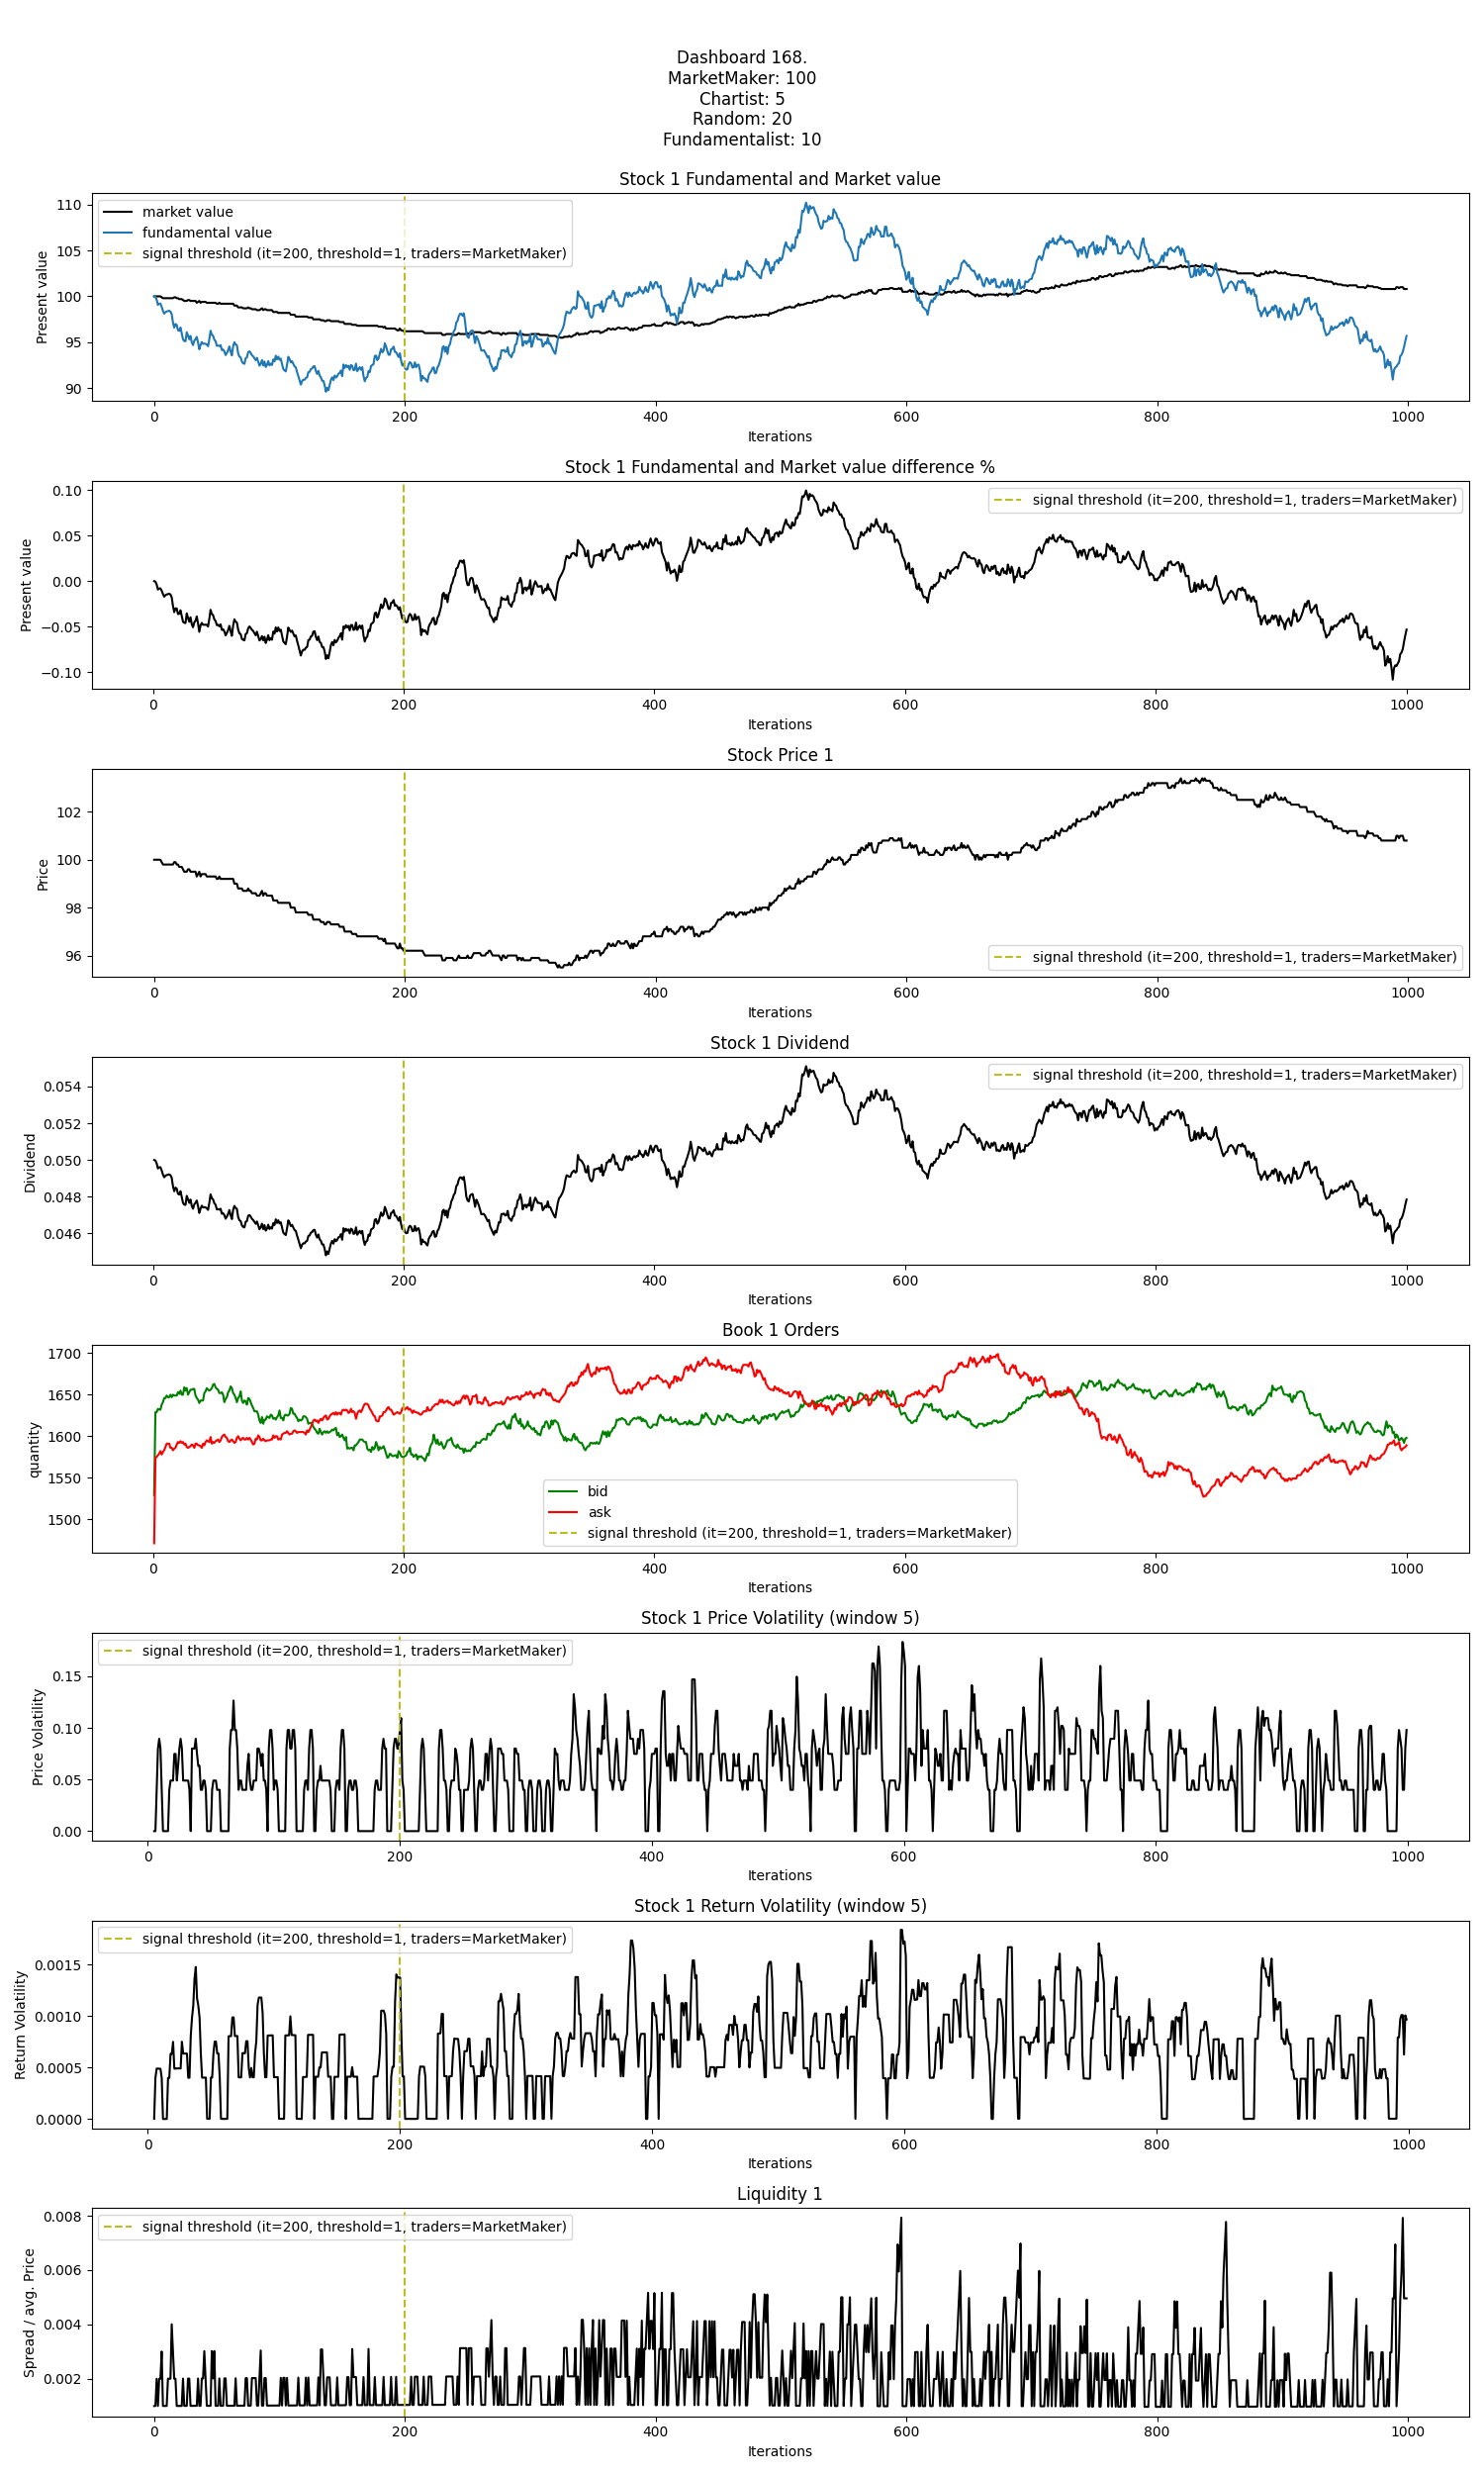 Dashboard 168.
MarketMaker: 100
Chartist: 5
Random: 20
Fundamentalist: 10
Stock 1 Fundamental and Market value
market value
fundamental value
signal threshold (it=200, threshold=1, traders=MarketMaker)
Present value
110
105
100
95
90
0 200 400 600 800 1000
Iterations
Stock 1 Fundamental and Market value difference %
signal threshold (it=200, threshold=1, traders=MarketMaker)
Present value
0.10
0.05
0.00
−0.05
−0.10
0 200 400 600 800 1000
Iterations
Stock Price 1
Price
102
100
98
96
signal threshold (it=200, threshold=1, traders=MarketMaker)
0 200 400 600 800 1000
Iterations
Stock 1 Dividend
signal threshold (it=200, threshold=1, traders=MarketMaker)
Dividend
0.054
0.052
0.050
0.048
0.046
0 200 400 600 800 1000
Iterations
Book 1 Orders
quantity
1700
1650
1600
1550
1500
bid
ask
signal threshold (it=200, threshold=1, traders=MarketMaker)
0 200 400 600 800 1000
Iterations
Stock 1 Price Volatility (window 5)
signal threshold (it=200, threshold=1, traders=MarketMaker)
Price Volatility
0.15
0.10
0.05
0.00
0 200 400 600 800 1000
Iterations
Stock 1 Return Volatility (window 5)
signal threshold (it=200, threshold=1, traders=MarketMaker)
Return Volatility
0.0015
0.0010
0.0005
0.0000
0 200 400 600 800 1000
Iterations
Liquidity 1
signal threshold (it=200, threshold=1, traders=MarketMaker)
Spread / avg. Price
0.008
0.006
0.004
0.002
0 200 400 600 800 1000
Iterations